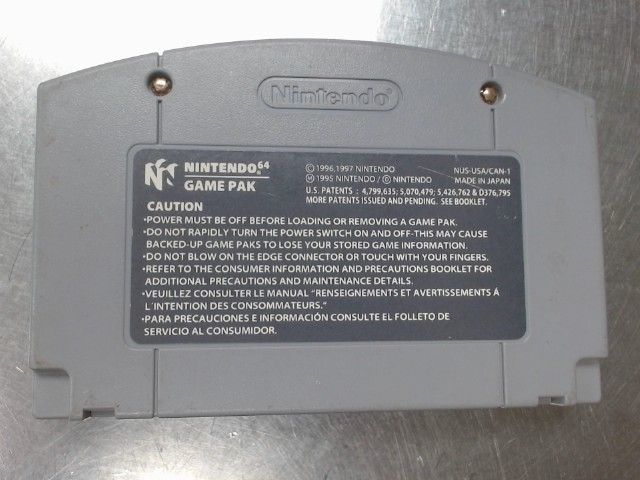 Nintendo®
NINTENDO 64
GAME PAK
©1996,1997 NINTENDO
Ⓜ1995 NINTENDO / Ⓓ NINTENDO
NUS-USA/CAN-1
MADE IN JAPAN
U.S. PATENTS : 4,799,635; 5,070,479; 5,426,762 & D376,795
MORE PATENTS ISSUED AND PENDING. SEE BOOKLET.
CAUTION
•POWER MUST BE OFF BEFORE LOADING OR REMOVING A GAME PAK.
•DO NOT RAPIDLY TURN THE POWER SWITCH ON AND OFF-THIS MAY CAUSE
BACKED-UP GAME PAKS TO LOSE YOUR STORED GAME INFORMATION.
•DO NOT BLOW ON THE EDGE CONNECTOR OR TOUCH WITH YOUR FINGERS.
•REFER TO THE CONSUMER INFORMATION AND PRECAUTIONS BOOKLET FOR
ADDITIONAL PRECAUTIONS AND MAINTENANCE DETAILS.
•VEUILLEZ CONSULTER LE MANUAL "RENSEIGNEMENTS ET AVERTISSEMENTS Á
L'INTENTION DES CONSOMMATEURS."
•PARA PRECAUCIONES E INFORMACIÓN CONSULTE EL FOLLETO DE
SERVICIO AL CONSUMIDOR.